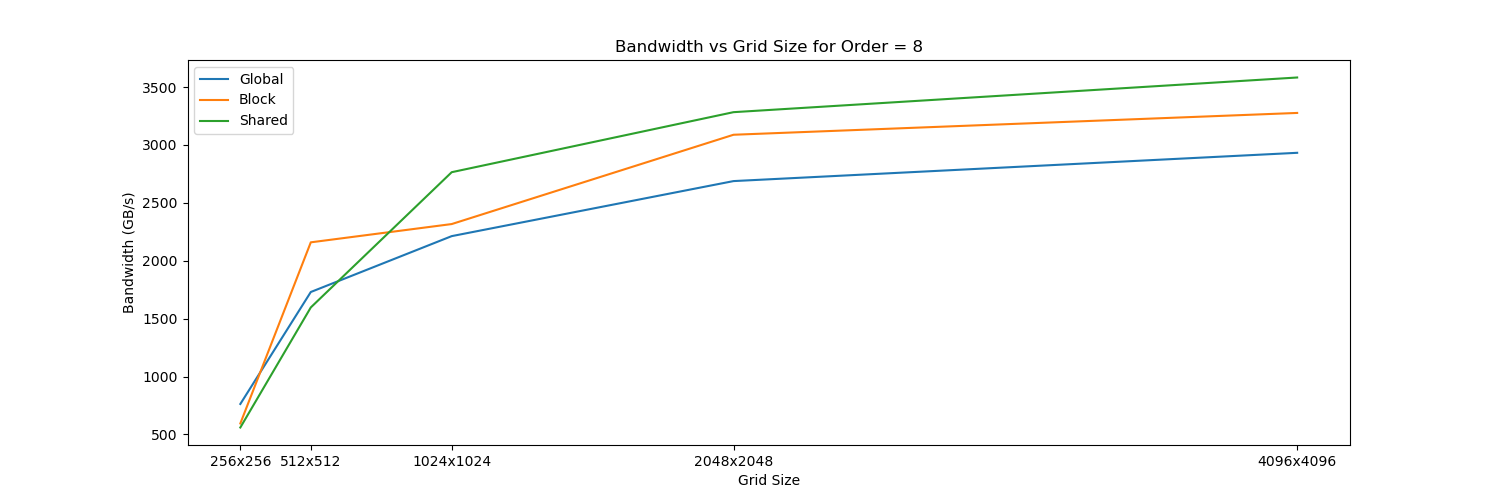 Bandwidth vs Grid Size for Order = 8
Global
Block
Shared
3500
3000
2500
2000
1500
1000
500
Bandwidth (GB/s)
256x256 512x512 1024x1024 2048x2048 4096x4096
Grid Size